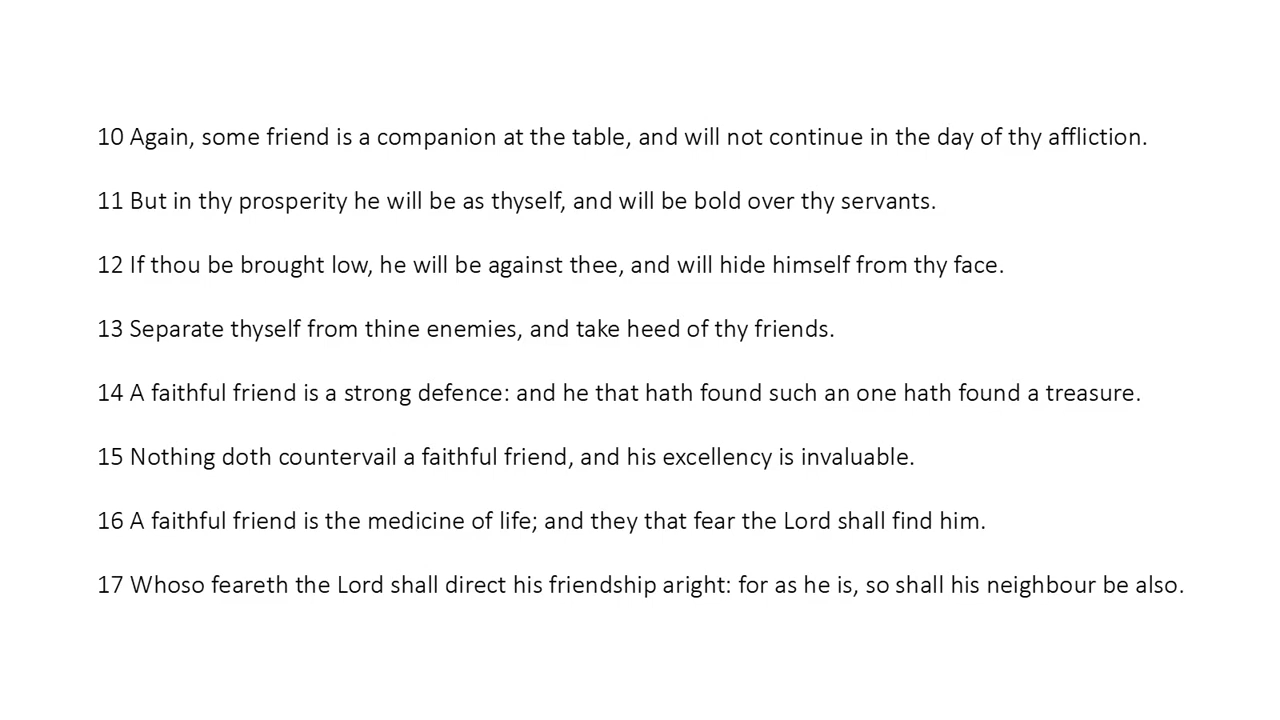 10 Again, some friend is a companion at the table, and will not continue in the day of thy affliction.
11 But in thy prosperity he will be as thyself, and will be bold over thy servants.
12 If thou be brought low, he will be against thee, and will hide himself from thy face.
13 Separate thyself from thine enemies, and take heed of thy friends.
14 A faithful friend is a strong defence: and he that hath found such an one hath found a treasure.
15 Nothing doth countervail a faithful friend, and his excellency is invaluable.
16 A faithful friend is the medicine of life; and they that fear the Lord shall find him.
17 Whoso feareth the Lord shall direct his friendship aright: for as he is, so shall his neighbour be also.